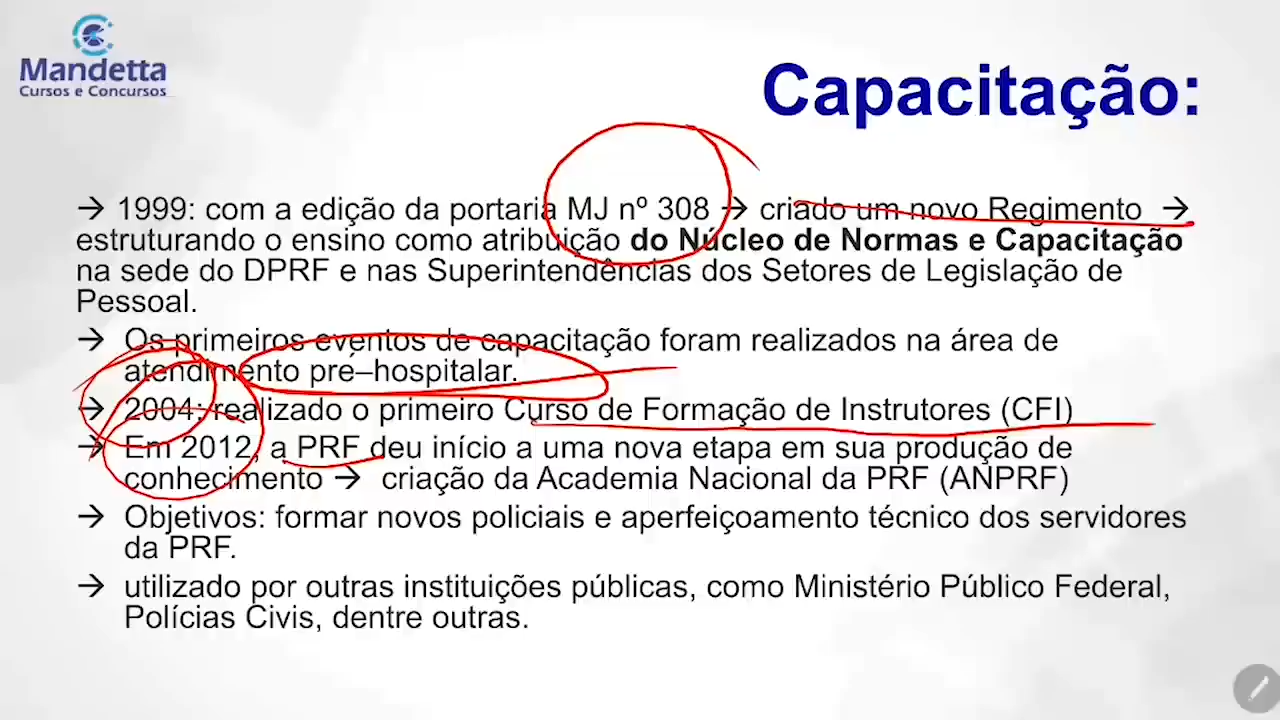 Mandetta
Cursos e Concursos
Capacitação:
→ 1999: com a edição da portaria MJ nº 308 → criado um novo Regimento →
estruturando o ensino como atribuição do Núcleo de Normas e Capacitação
na sede do DPRF e nas Superintendências dos Setores de Legislação de
Pessoal.
→ Os primeiros eventos de capacitação foram realizados na área de
atendimento pré–hospitalar.
→ 2004: realizado o primeiro Curso de Formação de Instrutores (CFI)
→ Em 2012, a PRF deu início a uma nova etapa em sua produção de
conhecimento → criação da Academia Nacional da PRF (ANPRF)
→ Objetivos: formar novos policiais e aperfeiçoamento técnico dos servidores
da PRF.
→ utilizado por outras instituições públicas, como Ministério Público Federal,
Polícias Civis, dentre outras.